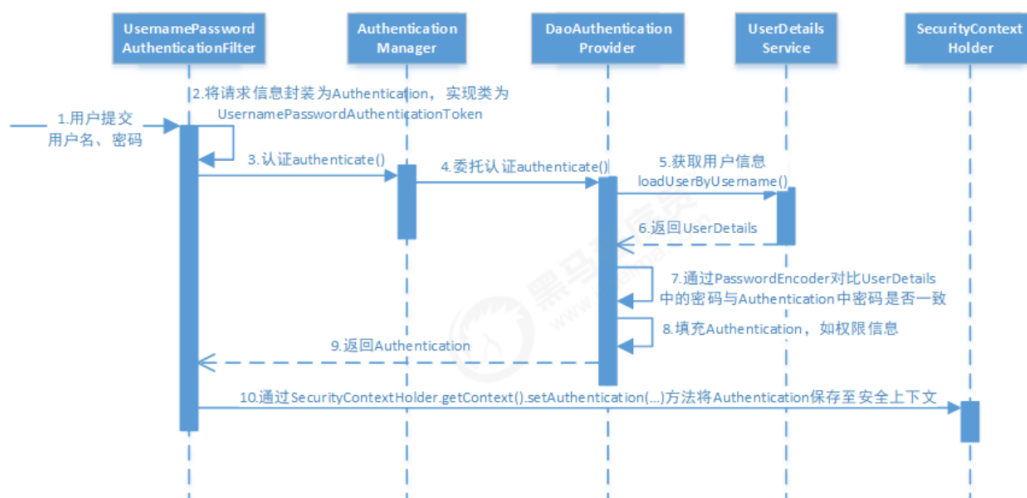 UsernamePassword
AuthenticationFilter
Authentication
Manager
DaoAuthentication
Provider
UserDetails
Service
SecurityContext
Holder
1.用户提交
用户名、密码
2.将请求信息封装为Authentication，实现类为
UsernamePasswordAuthenticationToken
3.认证authenticate()
4.委托认证authenticate()
5.获取用户信息
loadUserByUsername()
6.返回UserDetails
7.通过PasswordEncoder对比UserDetails
中的密码与Authentication中密码是否一致
8.填充Authentication，如权限信息
9.返回Authentication
10.通过SecurityContextHolder.getContext().setAuthentication(...)方法将Authentication保存至安全上下文
黑马程序员